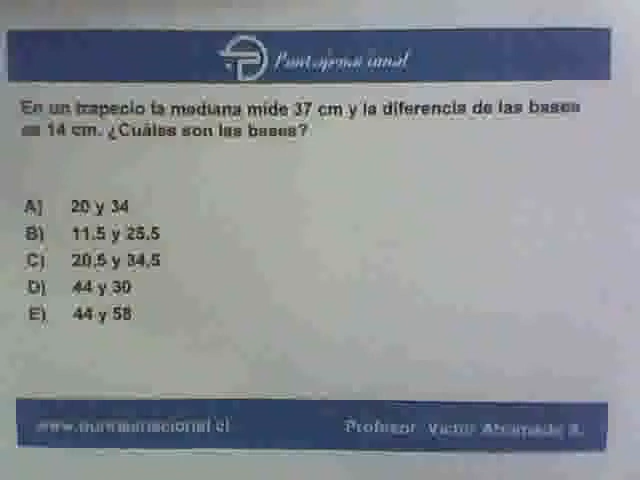 Puntajenacional
En un trapecio la mediana mide 37 cm y la diferencia de las bases
es 14 cm. ¿Cuáles son las bases?
A) 20 y 34
B) 11.5 y 25.5
C) 20,5 y 34,5
D) 44 y 30
E) 44 y 58
www.puntajenacional.cl
Profesor Victor